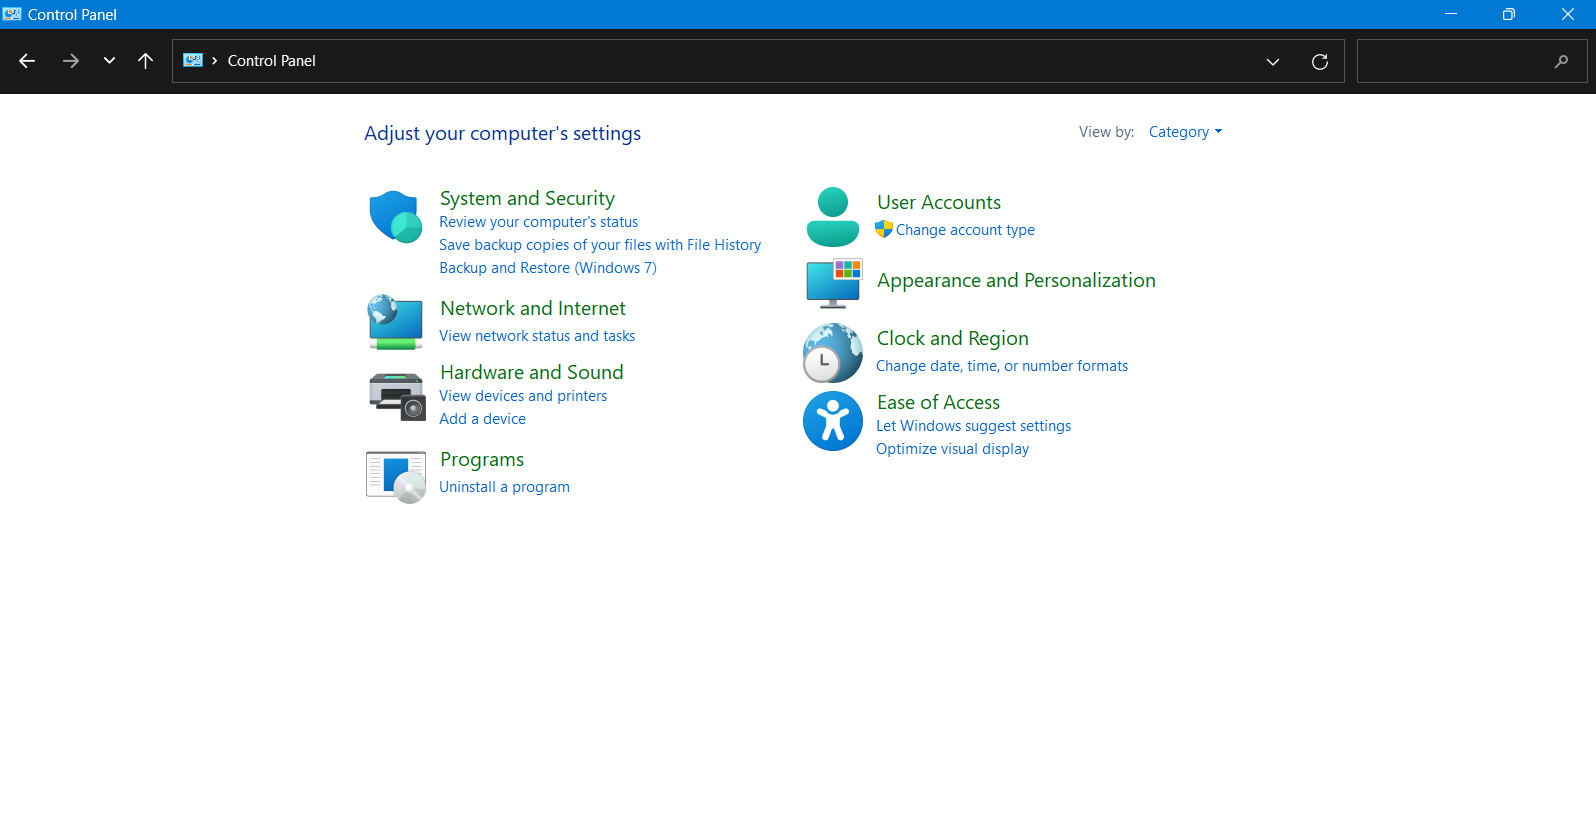 Control Panel
Control Panel
Adjust your computer's settings
View by: Category
System and Security
Review your computer's status
Save backup copies of your files with File History
Backup and Restore (Windows 7)
Network and Internet
View network status and tasks
Hardware and Sound
View devices and printers
Add a device
Programs
Uninstall a program
User Accounts
Change account type
Appearance and Personalization
Clock and Region
Change date, time, or number formats
Ease of Access
Let Windows suggest settings
Optimize visual display